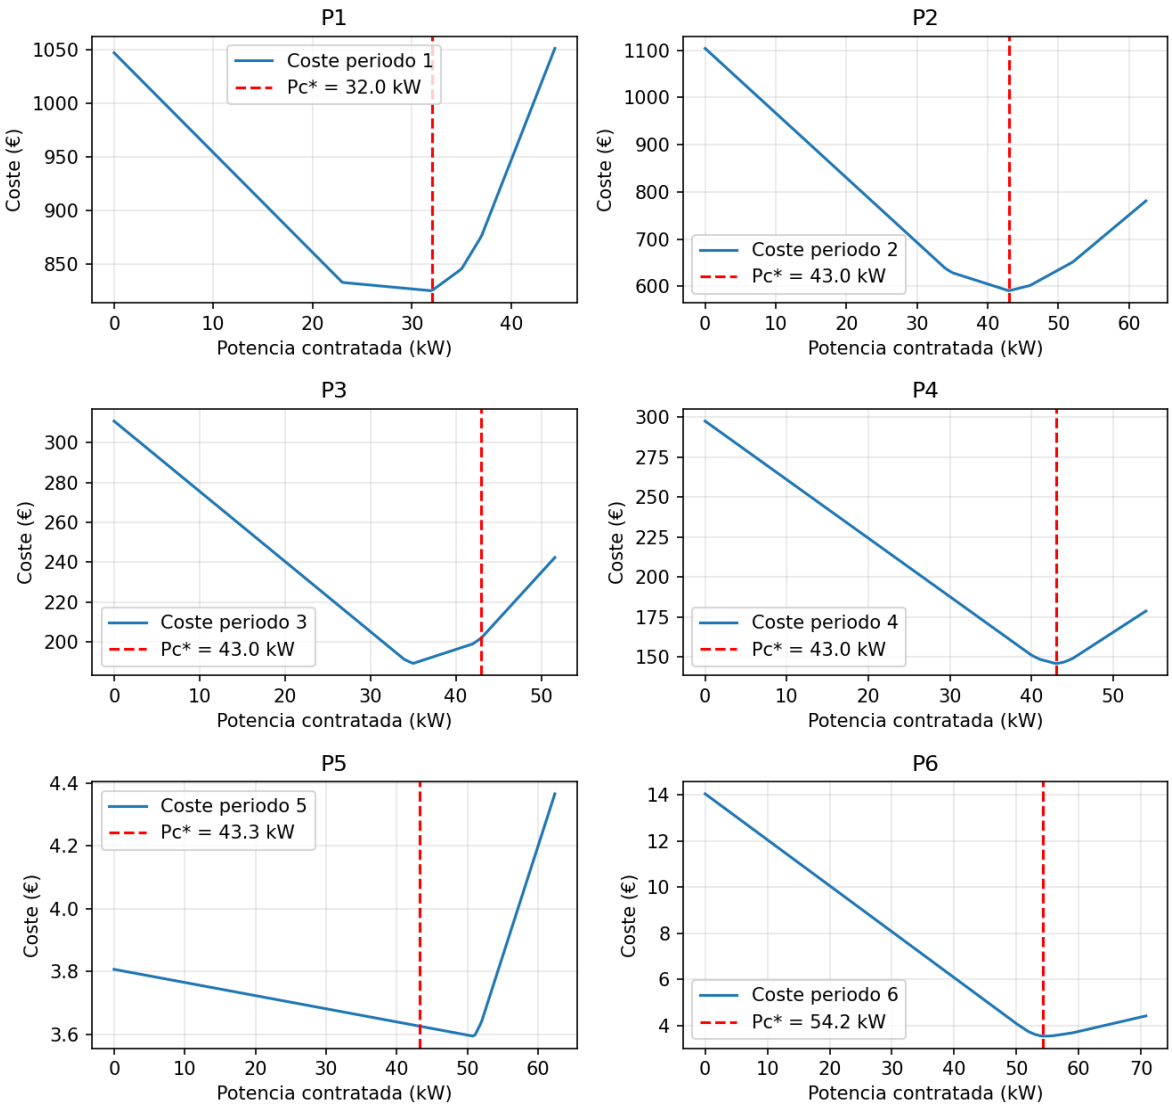 P1
1050
1000
950
900
850
Coste (€)
Coste periodo 1
Pc* = 32.0 kW
0 10 20 30 40
Potencia contratada (kW)
P2
1100
1000
900
800
700
600
Coste (€)
Coste periodo 2
Pc* = 43.0 kW
0 10 20 30 40 50 60
Potencia contratada (kW)
P3
300
280
260
240
220
200
Coste (€)
Coste periodo 3
Pc* = 43.0 kW
0 10 20 30 40 50
Potencia contratada (kW)
P4
300
275
250
225
200
175
150
Coste (€)
Coste periodo 4
Pc* = 43.0 kW
0 10 20 30 40 50
Potencia contratada (kW)
P5
4.4
4.2
4.0
3.8
3.6
Coste (€)
Coste periodo 5
Pc* = 43.3 kW
0 10 20 30 40 50 60
Potencia contratada (kW)
P6
14
12
10
8
6
4
Coste (€)
Coste periodo 6
Pc* = 54.2 kW
0 10 20 30 40 50 60 70
Potencia contratada (kW)